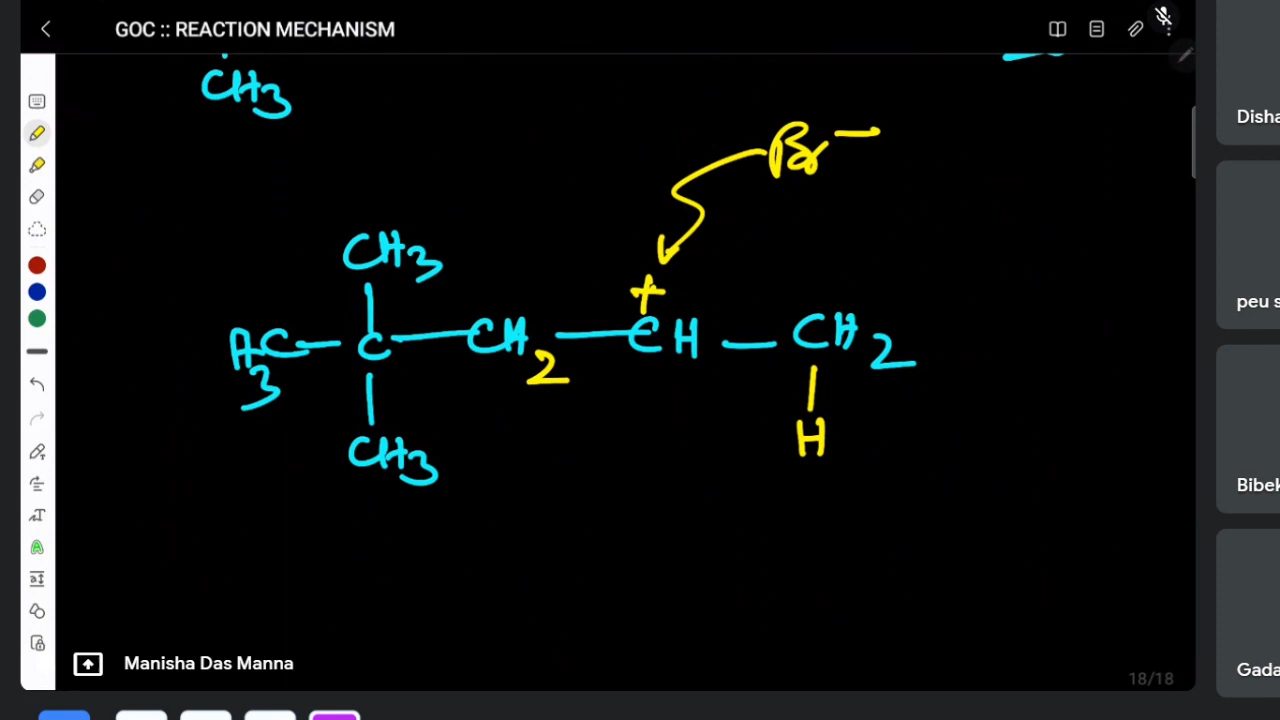 GOC :: REACTION MECHANISM
CH3
Br−
Disha
CH3
+
H3C—C—CH2—CH—CH2
peu s
H
CH3
Bibek
Manisha Das Manna
18/18
Gada